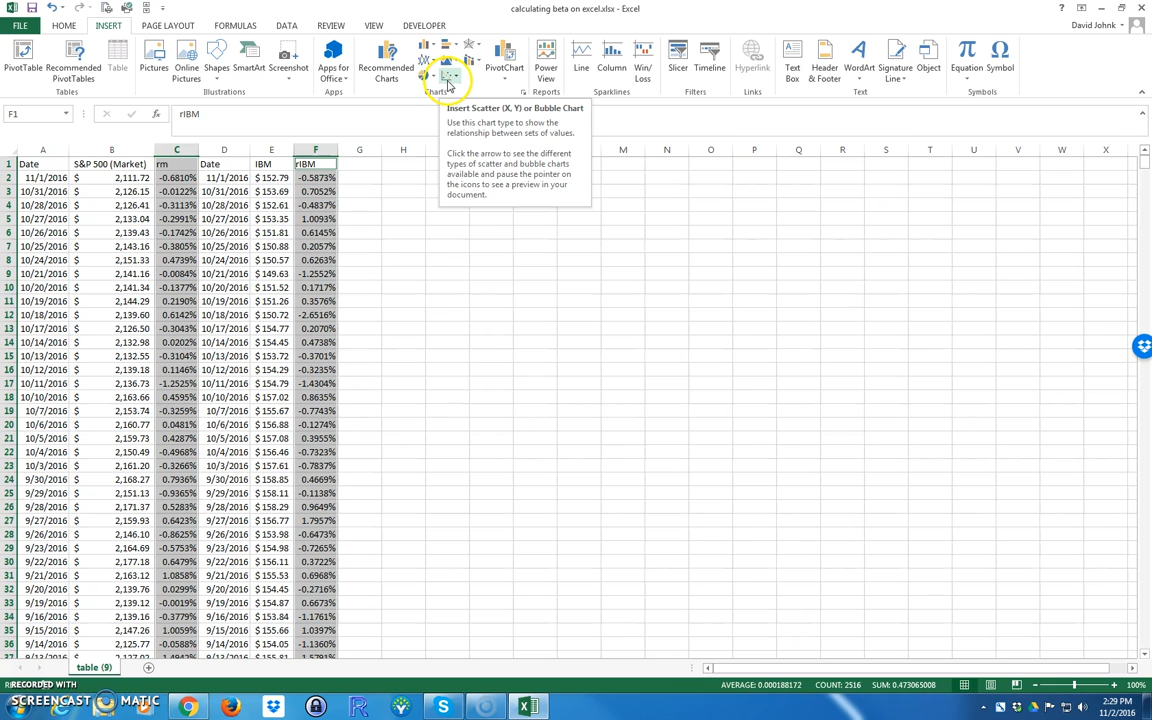 calculating beta on excel.xlsx - Excel
FILE HOME INSERT PAGE LAYOUT FORMULAS DATA REVIEW VIEW DEVELOPER David Johnk
PivotTable Recommended PivotTables Table Pictures Online Pictures Shapes SmartArt Screenshot Apps for Office Recommended Charts PivotChart Power View Line Column Win/Loss Slicer Timeline Hyperlink Text Box Header & Footer WordArt Signature Line Object Equation Symbol
Tables Illustrations Apps Charts Reports Sparklines Filters Links Text Symbols
F1 rIBM
Insert Scatter (X, Y) or Bubble Chart
Use this chart type to show the
relationship between sets of values.
Click the arrow to see the different
types of scatter and bubble charts
available and pause the pointer on
the icons to see a preview in your
document.
A B C D E F G H M N O P Q R S T U V W X
1 Date S&P 500 (Market) rm Date IBM rIBM
2 11/1/2016 $ 2,111.72 -0.6810% 11/1/2016 $ 152.79 -0.5873%
3 10/31/2016 $ 2,126.15 -0.0122% 10/31/2016 $ 153.69 0.7052%
4 10/28/2016 $ 2,126.41 -0.3113% 10/28/2016 $ 152.61 -0.4837%
5 10/27/2016 $ 2,133.04 -0.2991% 10/27/2016 $ 153.35 1.0093%
6 10/26/2016 $ 2,139.43 -0.1742% 10/26/2016 $ 151.81 0.6145%
7 10/25/2016 $ 2,143.16 -0.3805% 10/25/2016 $ 150.88 0.2057%
8 10/24/2016 $ 2,151.33 0.4739% 10/24/2016 $ 150.57 0.6263%
9 10/21/2016 $ 2,141.16 -0.0084% 10/21/2016 $ 149.63 -1.2552%
10 10/20/2016 $ 2,141.34 -0.1377% 10/20/2016 $ 151.52 0.1717%
11 10/19/2016 $ 2,144.29 0.2190% 10/19/2016 $ 151.26 0.3576%
12 10/18/2016 $ 2,139.60 0.6142% 10/18/2016 $ 150.72 -2.6516%
13 10/17/2016 $ 2,126.50 -0.3043% 10/17/2016 $ 154.77 0.2070%
14 10/14/2016 $ 2,132.98 0.0202% 10/14/2016 $ 154.45 0.4738%
15 10/13/2016 $ 2,132.55 -0.3104% 10/13/2016 $ 153.72 -0.3701%
16 10/12/2016 $ 2,139.18 0.1146% 10/12/2016 $ 154.29 -0.3235%
17 10/11/2016 $ 2,136.73 -1.2525% 10/11/2016 $ 154.79 -1.4304%
18 10/10/2016 $ 2,163.66 0.4595% 10/10/2016 $ 157.02 0.8635%
19 10/7/2016 $ 2,153.74 -0.3259% 10/7/2016 $ 155.67 -0.7743%
20 10/6/2016 $ 2,160.77 0.0481% 10/6/2016 $ 156.88 -0.1274%
21 10/5/2016 $ 2,159.73 0.4287% 10/5/2016 $ 157.08 0.3955%
22 10/4/2016 $ 2,150.49 -0.4968% 10/4/2016 $ 156.46 -0.7323%
23 10/3/2016 $ 2,161.20 -0.3266% 10/3/2016 $ 157.61 -0.7837%
24 9/30/2016 $ 2,168.27 0.7936% 9/30/2016 $ 158.85 0.4669%
25 9/29/2016 $ 2,151.13 -0.9365% 9/29/2016 $ 158.11 -0.1138%
26 9/28/2016 $ 2,171.37 0.5283% 9/28/2016 $ 158.29 0.9649%
27 9/27/2016 $ 2,159.93 0.6423% 9/27/2016 $ 156.77 1.7957%
28 9/26/2016 $ 2,146.10 -0.8625% 9/26/2016 $ 153.98 -0.6473%
29 9/23/2016 $ 2,164.69 -0.5753% 9/23/2016 $ 154.98 -0.7265%
30 9/22/2016 $ 2,177.18 0.6479% 9/22/2016 $ 156.11 0.3722%
31 9/21/2016 $ 2,163.12 1.0858% 9/21/2016 $ 155.53 0.6968%
32 9/20/2016 $ 2,139.76 0.0299% 9/20/2016 $ 154.45 -0.2716%
33 9/19/2016 $ 2,139.12 -0.0019% 9/19/2016 $ 154.87 0.6673%
34 9/16/2016 $ 2,139.16 -0.3779% 9/16/2016 $ 153.84 -1.1761%
35 9/15/2016 $ 2,147.26 1.0059% 9/15/2016 $ 155.66 1.0397%
36 9/14/2016 $ 2,125.77 -0.0588% 9/14/2016 $ 154.05 -1.1360%
table (9)
AVERAGE: 0.000188172 COUNT: 2516 SUM: 0.473065008 100%
RECORDED WITH
SCREENCAST MATIC
2:29 PM
11/2/2016